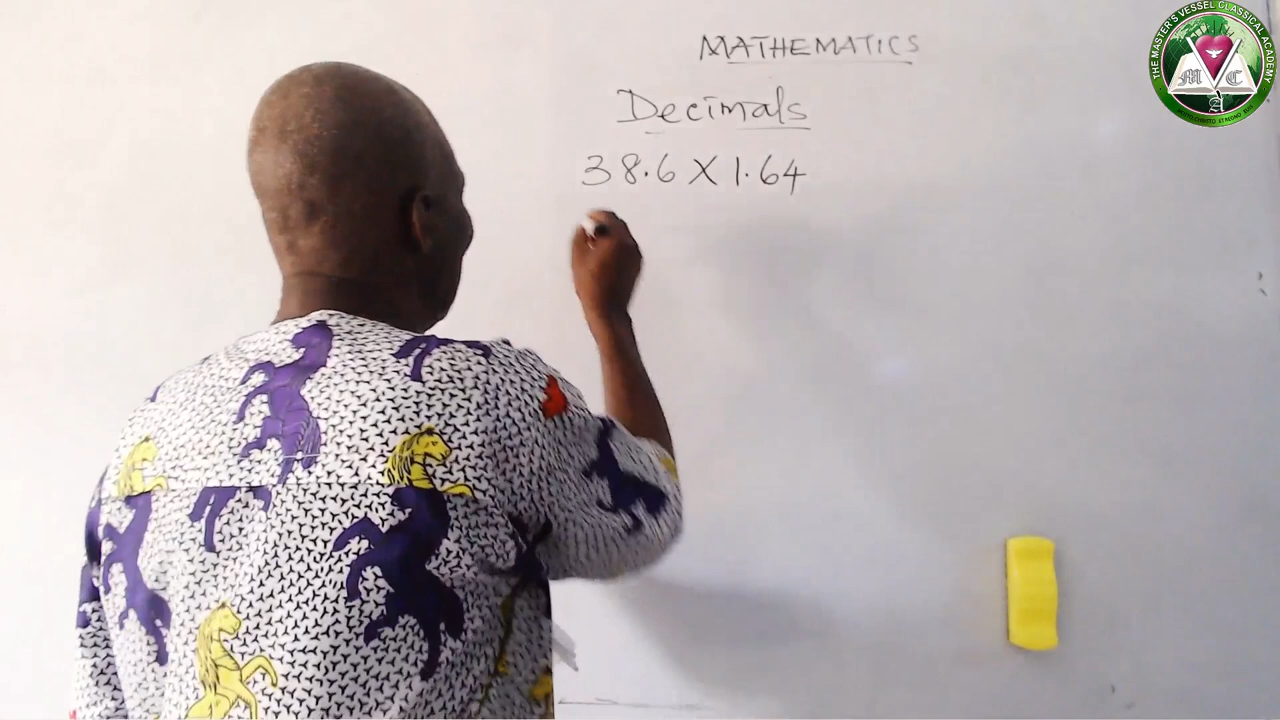 MATHEMATICS
Decimals
38.6 X 1.64
THE MASTER'S VESSEL CLASSICAL ACADEMY
M C
A